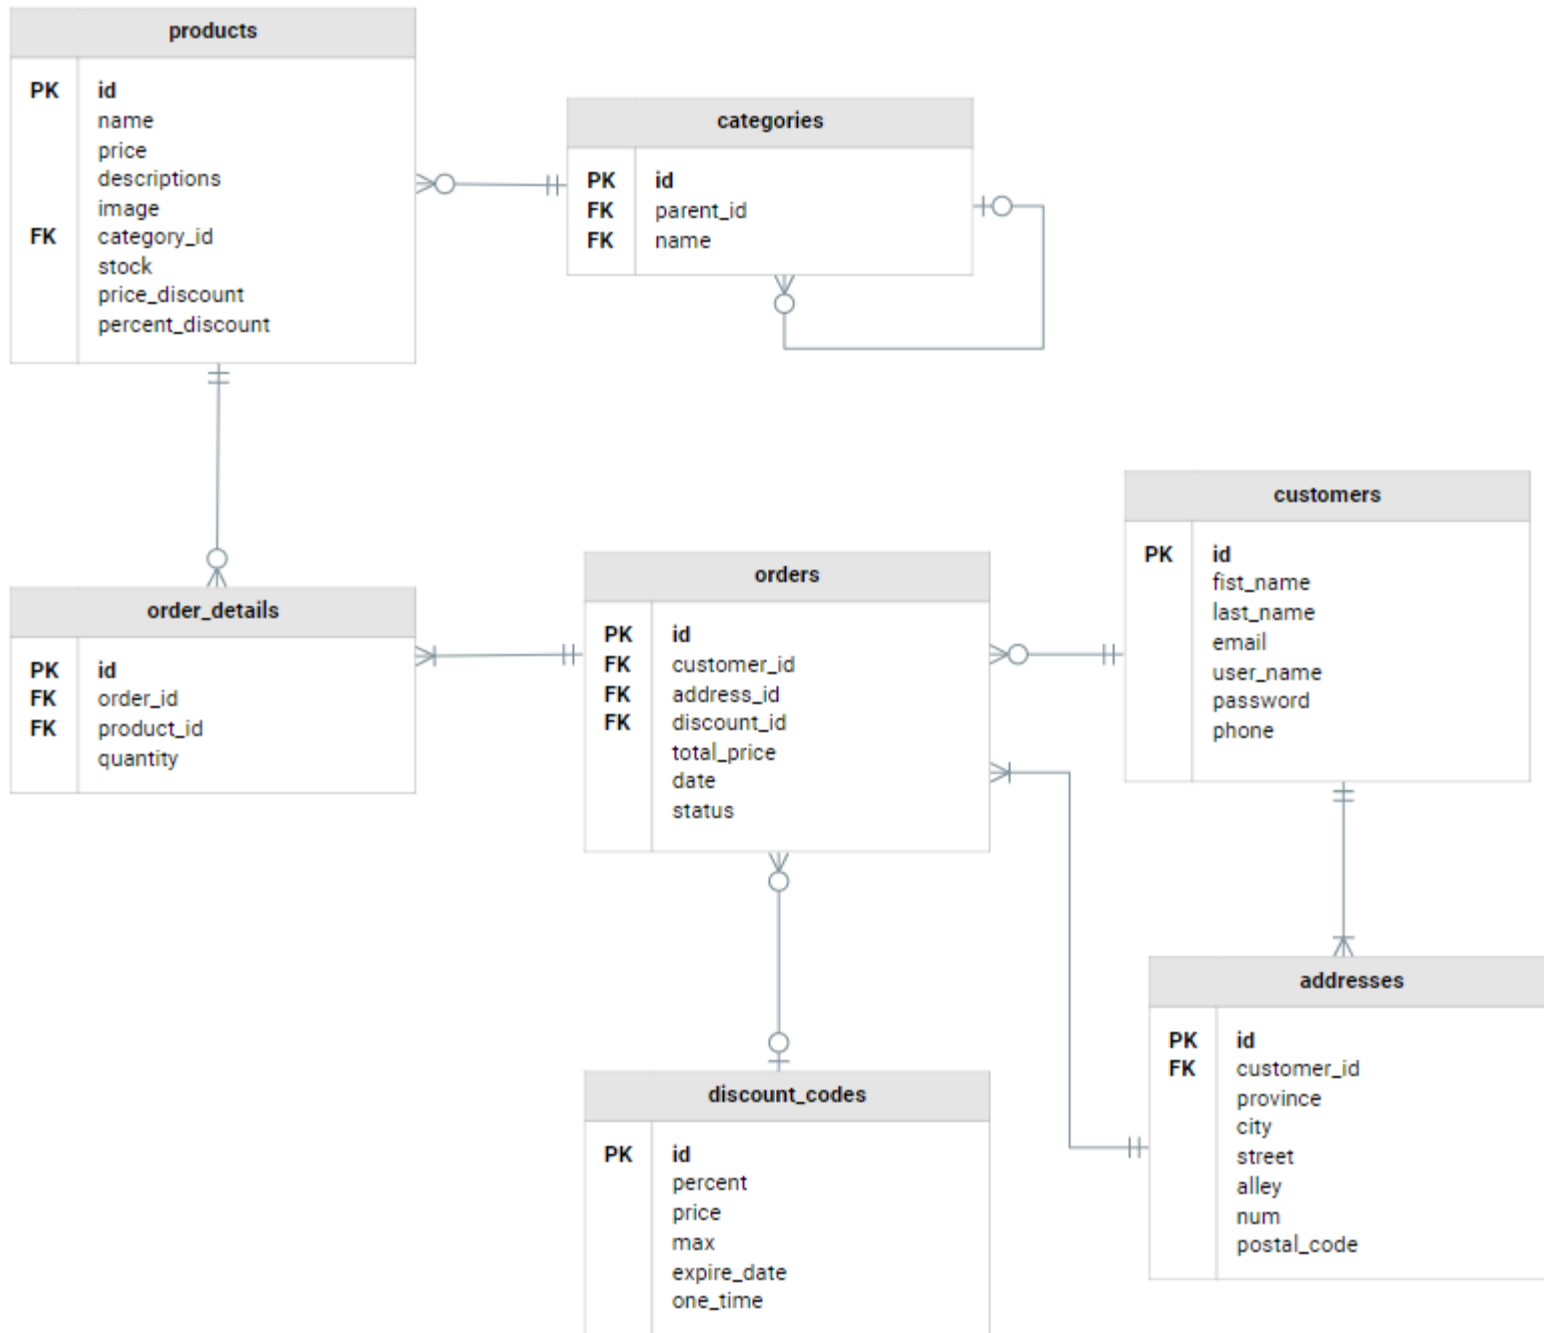 products
PK id
name
price
descriptions
image
FK category_id
stock
price_discount
percent_discount
categories
PK id
FK parent_id
FK name
customers
PK id
fist_name
last_name
email
user_name
password
phone
orders
PK id
FK customer_id
FK address_id
FK discount_id
total_price
date
status
order_details
PK id
FK order_id
FK product_id
quantity
addresses
PK id
FK customer_id
province
city
street
alley
num
postal_code
discount_codes
PK id
percent
price
max
expire_date
one_time